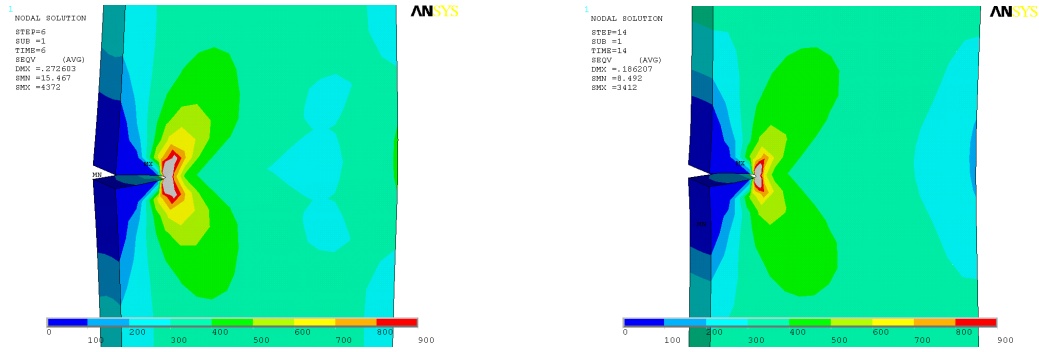 1
ANSYS
NODAL SOLUTION
STEP=6
SUB =1
TIME=6
SEQV (AVG)
DMX =.272603
SMN =15.467
SMX =4372
MX
MN
0 200 400 600 800
100 300 500 700 900
1
ANSYS
NODAL SOLUTION
STEP=14
SUB =1
TIME=14
SEQV (AVG)
DMX =.186207
SMN =8.492
SMX =3412
MX
MN
0 200 400 600 800
100 300 500 700 900